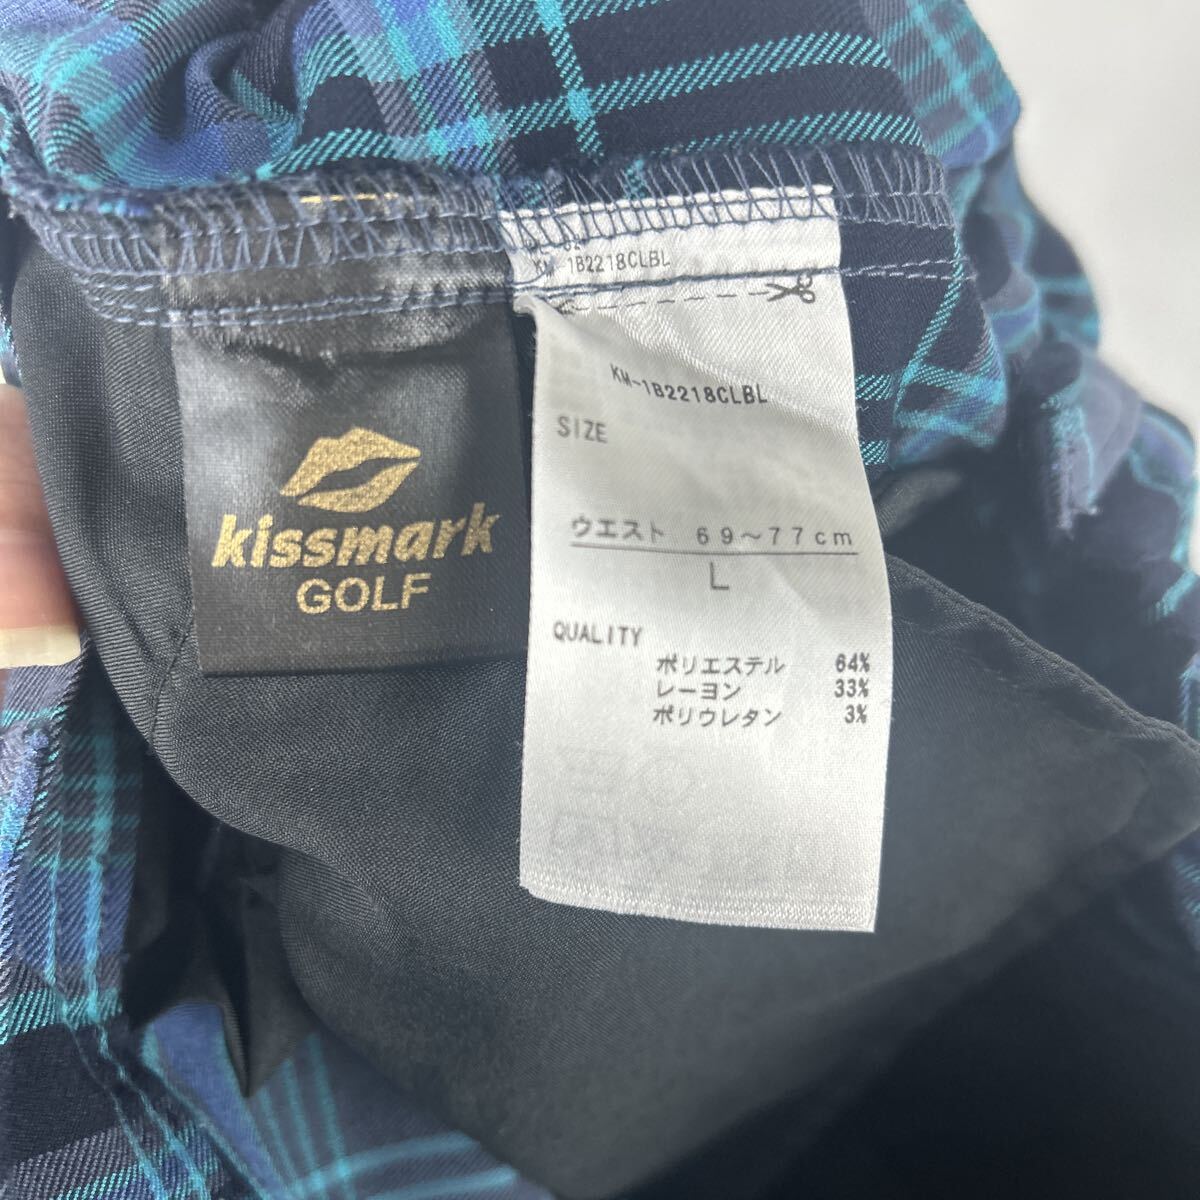 kissmark
GOLF
KM-1B2218CLBL
KM-1B2218CLBL
SIZE
ウエスト 69～77cm
L
QUALITY
ポリエステル 64%
レーヨン 33%
ポリウレタン 3%